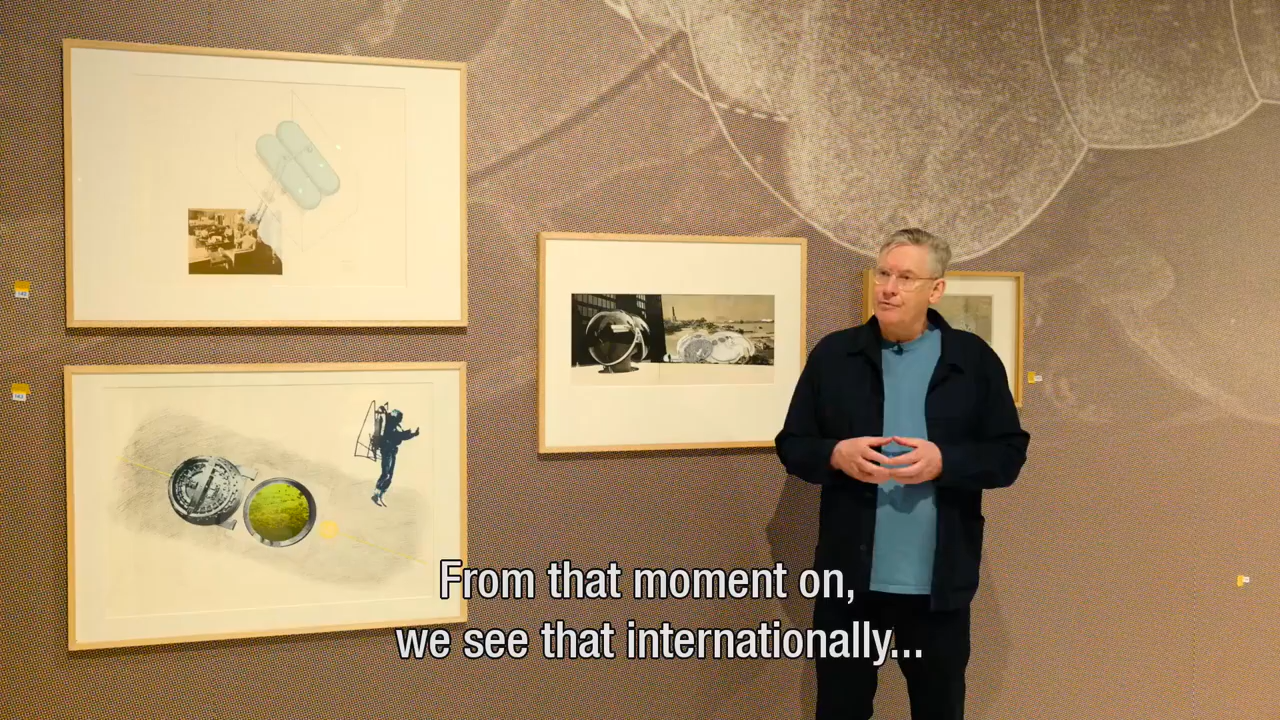 From that moment on,
we see that internationally...